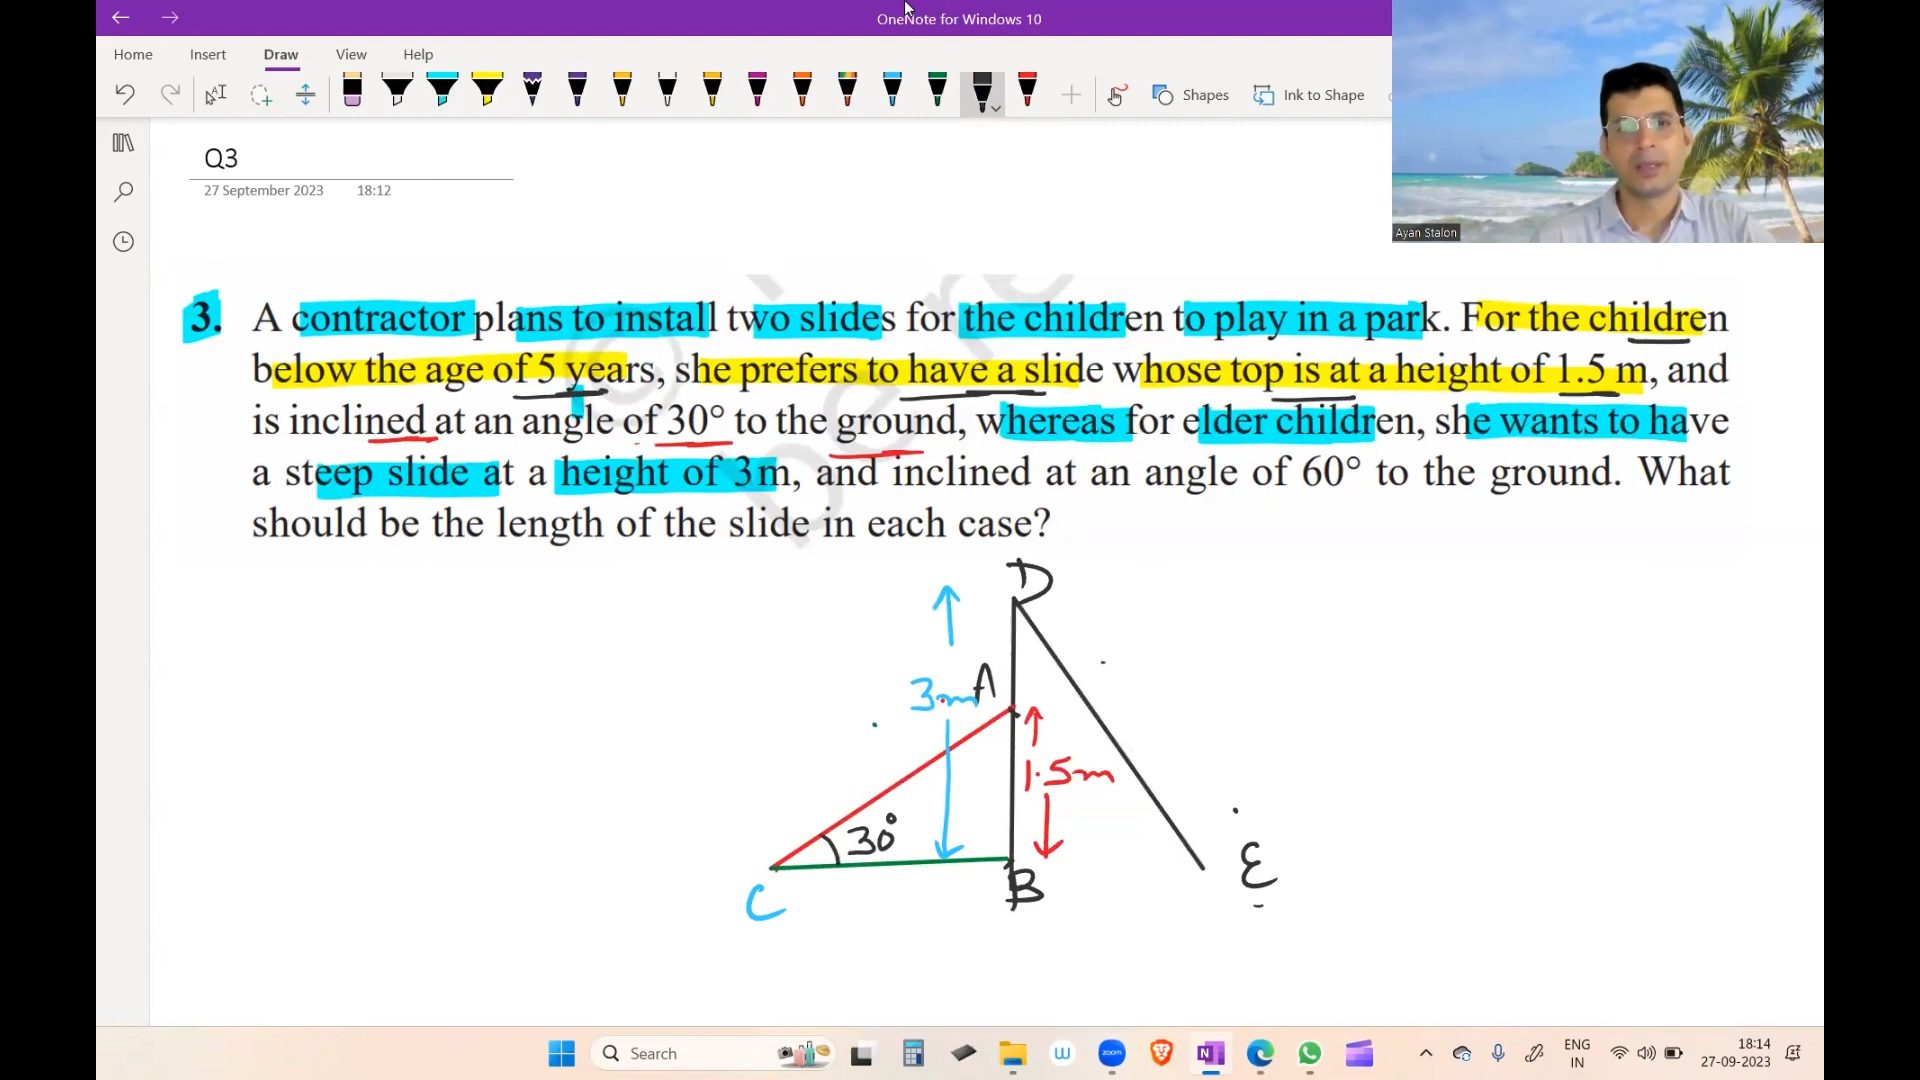 OneNote for Windows 10
Home Insert Draw View Help
Shapes Ink to Shape
Q3
27 September 2023 18:12
Ayan Stalon
3. A contractor plans to install two slides for the children to play in a park. For the children
below the age of 5 years, she prefers to have a slide whose top is at a height of 1.5 m, and
is inclined at an angle of 30° to the ground, whereas for elder children, she wants to have
a steep slide at a height of 3m, and inclined at an angle of 60° to the ground. What
should be the length of the slide in each case?
D
3m A
1.5m
30°
C B E
Search
zoom
ENG
IN
18:14
27-09-2023